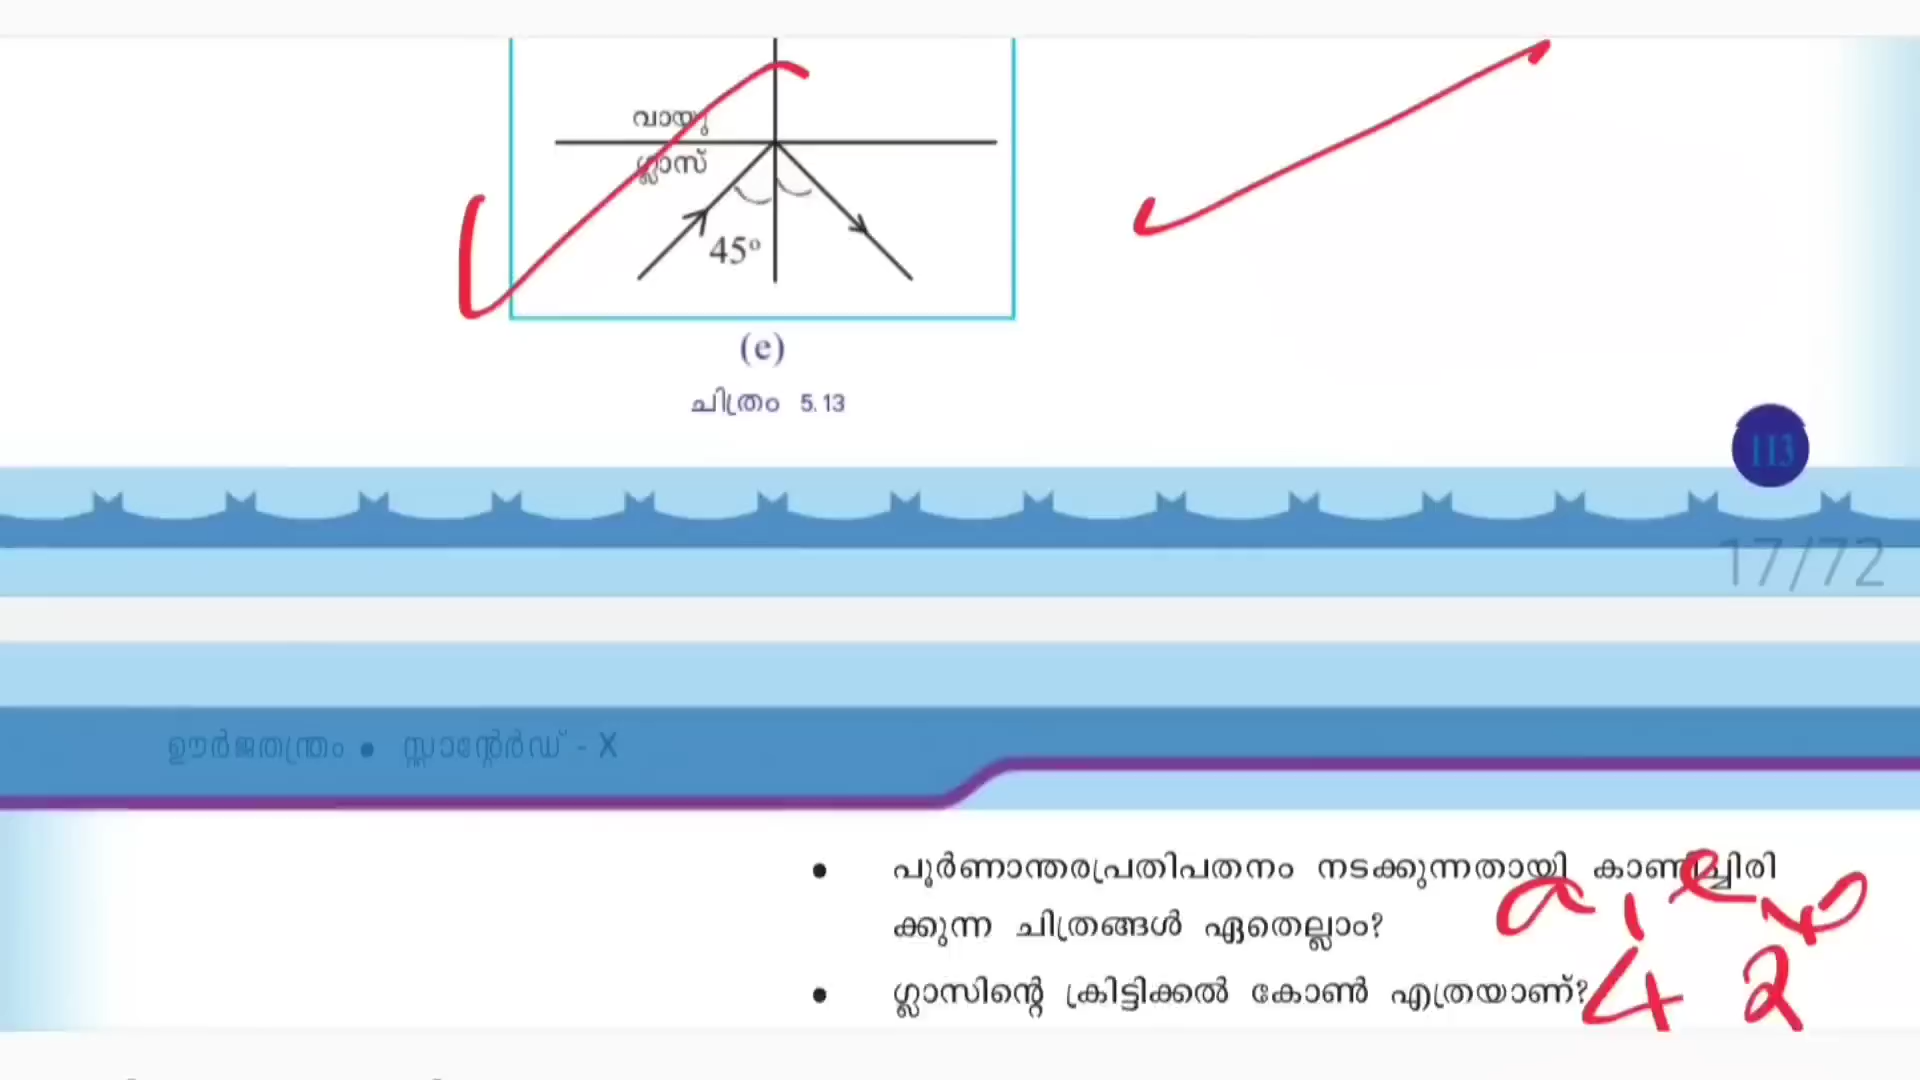 വായു
ഗ്ലാസ്
45°
(e)
ചിത്രം 5.13
113
17/72
ഊർജതന്ത്രം • സ്റ്റാന്റേർഡ് - X
• പൂർണാന്തരപ്രതിപതനം നടക്കുന്നതായി കാണിച്ചിരി
ക്കുന്ന ചിത്രങ്ങൾ ഏതെല്ലാം?
a, e
• ഗ്ലാസിന്റെ ക്രിട്ടിക്കൽ കോൺ എത്രയാണ്?
42